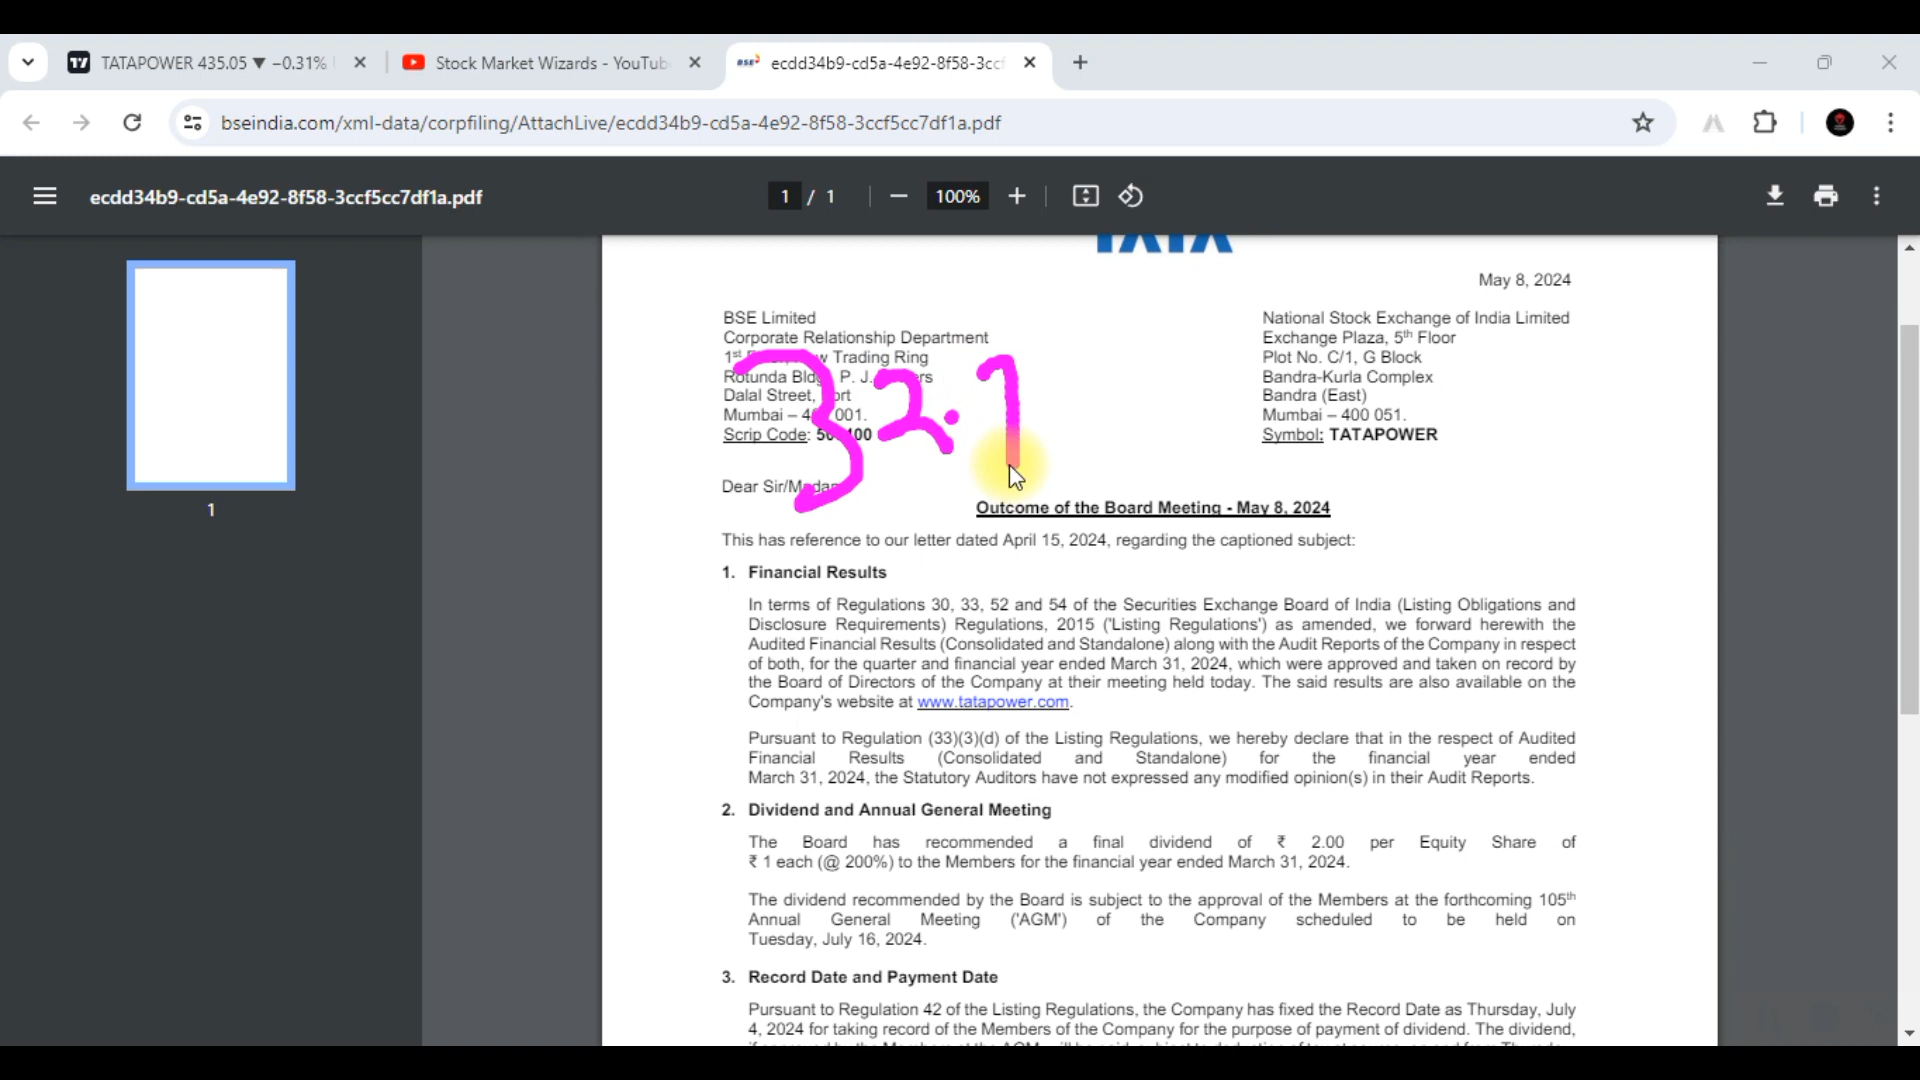 TATAPOWER 435.05 ▼ −0.31%
Stock Market Wizards - YouTub
BSE
ecdd34b9-cd5a-4e92-8f58-3ccf
bseindia.com/xml-data/corpfiling/AttachLive/ecdd34b9-cd5a-4e92-8f58-3ccf5cc7df1a.pdf
ecdd34b9-cd5a-4e92-8f58-3ccf5cc7df1a.pdf
1 / 1
100%
1
TATA
May 8, 2024
BSE Limited
Corporate Relationship Department
1st Trading Ring
Rotunda P. J.
Dalal Street,
Mumbai – 001.
Scrip Code:
National Stock Exchange of India Limited
Exchange Plaza, 5th Floor
Plot No. C/1, G Block
Bandra-Kurla Complex
Bandra (East)
Mumbai – 400 051.
Symbol: TATAPOWER
32.1
Dear Sir/Madam
Outcome of the Board Meeting - May 8, 2024
This has reference to our letter dated April 15, 2024, regarding the captioned subject:
1. Financial Results
In terms of Regulations 30, 33, 52 and 54 of the Securities Exchange Board of India (Listing Obligations and
Disclosure Requirements) Regulations, 2015 ('Listing Regulations') as amended, we forward herewith the
Audited Financial Results (Consolidated and Standalone) along with the Audit Reports of the Company in respect
of both, for the quarter and financial year ended March 31, 2024, which were approved and taken on record by
the Board of Directors of the Company at their meeting held today. The said results are also available on the
Company's website at www.tatapower.com.
Pursuant to Regulation (33)(3)(d) of the Listing Regulations, we hereby declare that in the respect of Audited
Financial Results (Consolidated and Standalone) for the financial year ended
March 31, 2024, the Statutory Auditors have not expressed any modified opinion(s) in their Audit Reports.
2. Dividend and Annual General Meeting
The Board has recommended a final dividend of ₹ 2.00 per Equity Share of
₹ 1 each (@ 200%) to the Members for the financial year ended March 31, 2024.
The dividend recommended by the Board is subject to the approval of the Members at the forthcoming 105th
Annual General Meeting ('AGM') of the Company scheduled to be held on
Tuesday, July 16, 2024.
3. Record Date and Payment Date
Pursuant to Regulation 42 of the Listing Regulations, the Company has fixed the Record Date as Thursday, July
4, 2024 for taking record of the Members of the Company for the purpose of payment of dividend. The dividend,